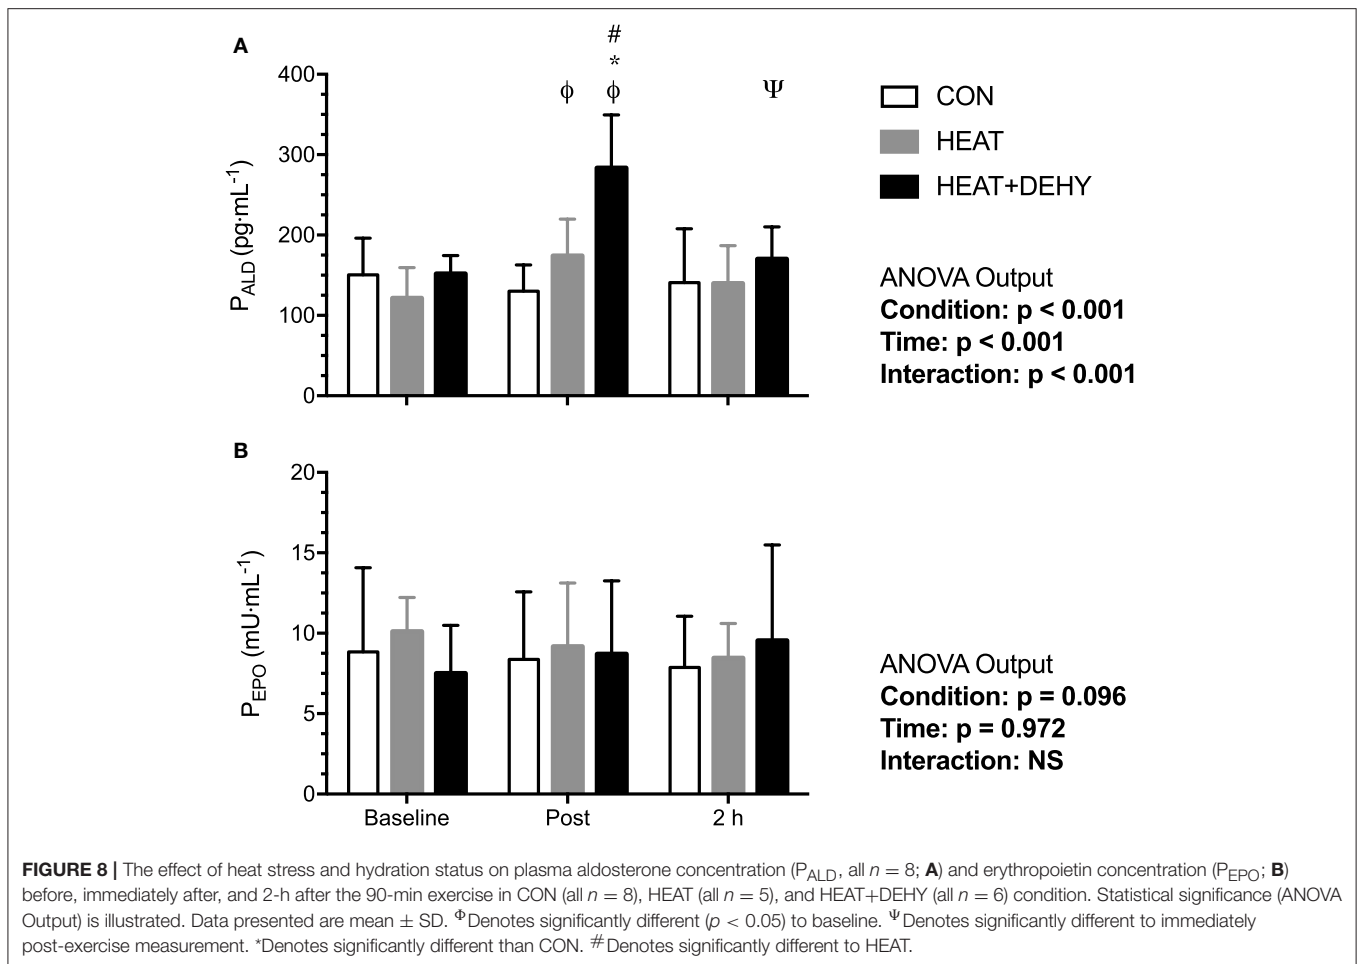 A
#
*
ϕ ϕ Ψ
400
300
200
100
0
P_ALD (pg·mL⁻¹)
CON
HEAT
HEAT+DEHY
ANOVA Output
Condition: p < 0.001
Time: p < 0.001
Interaction: p < 0.001
B
20
15
10
5
0
P_EPO (mU·mL⁻¹)
Baseline Post 2 h
ANOVA Output
Condition: p = 0.096
Time: p = 0.972
Interaction: NS
FIGURE 8 | The effect of heat stress and hydration status on plasma aldosterone concentration (P_ALD, all n = 8; A) and erythropoietin concentration (P_EPO; B)
before, immediately after, and 2-h after the 90-min exercise in CON (all n = 8), HEAT (all n = 5), and HEAT+DEHY (all n = 6) condition. Statistical significance (ANOVA
Output) is illustrated. Data presented are mean ± SD. ᶲDenotes significantly different (p < 0.05) to baseline. ΨDenotes significantly different to immediately
post-exercise measurement. *Denotes significantly different than CON. #Denotes significantly different to HEAT.